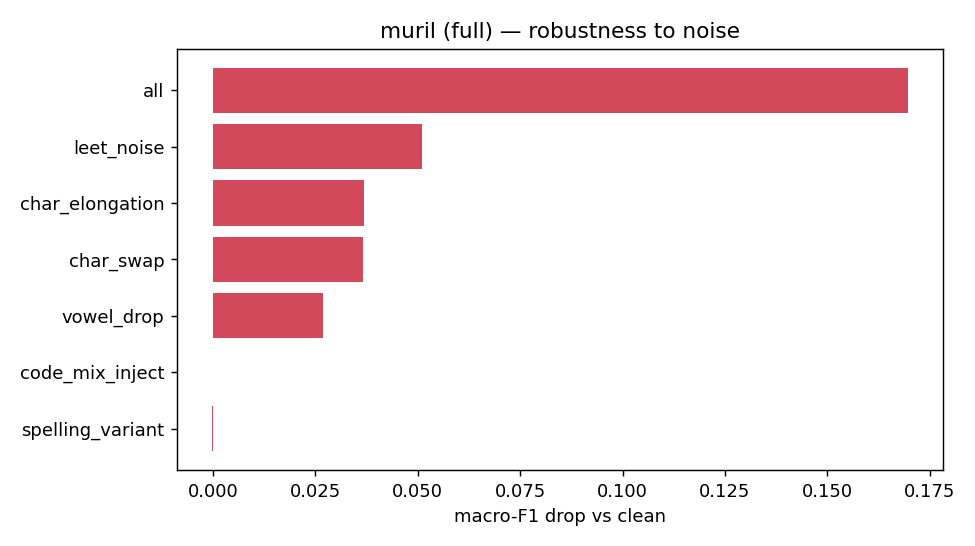 muril (full) — robustness to noise
all
leet_noise
char_elongation
char_swap
vowel_drop
code_mix_inject
spelling_variant
0.000 0.025 0.050 0.075 0.100 0.125 0.150 0.175
macro-F1 drop vs clean